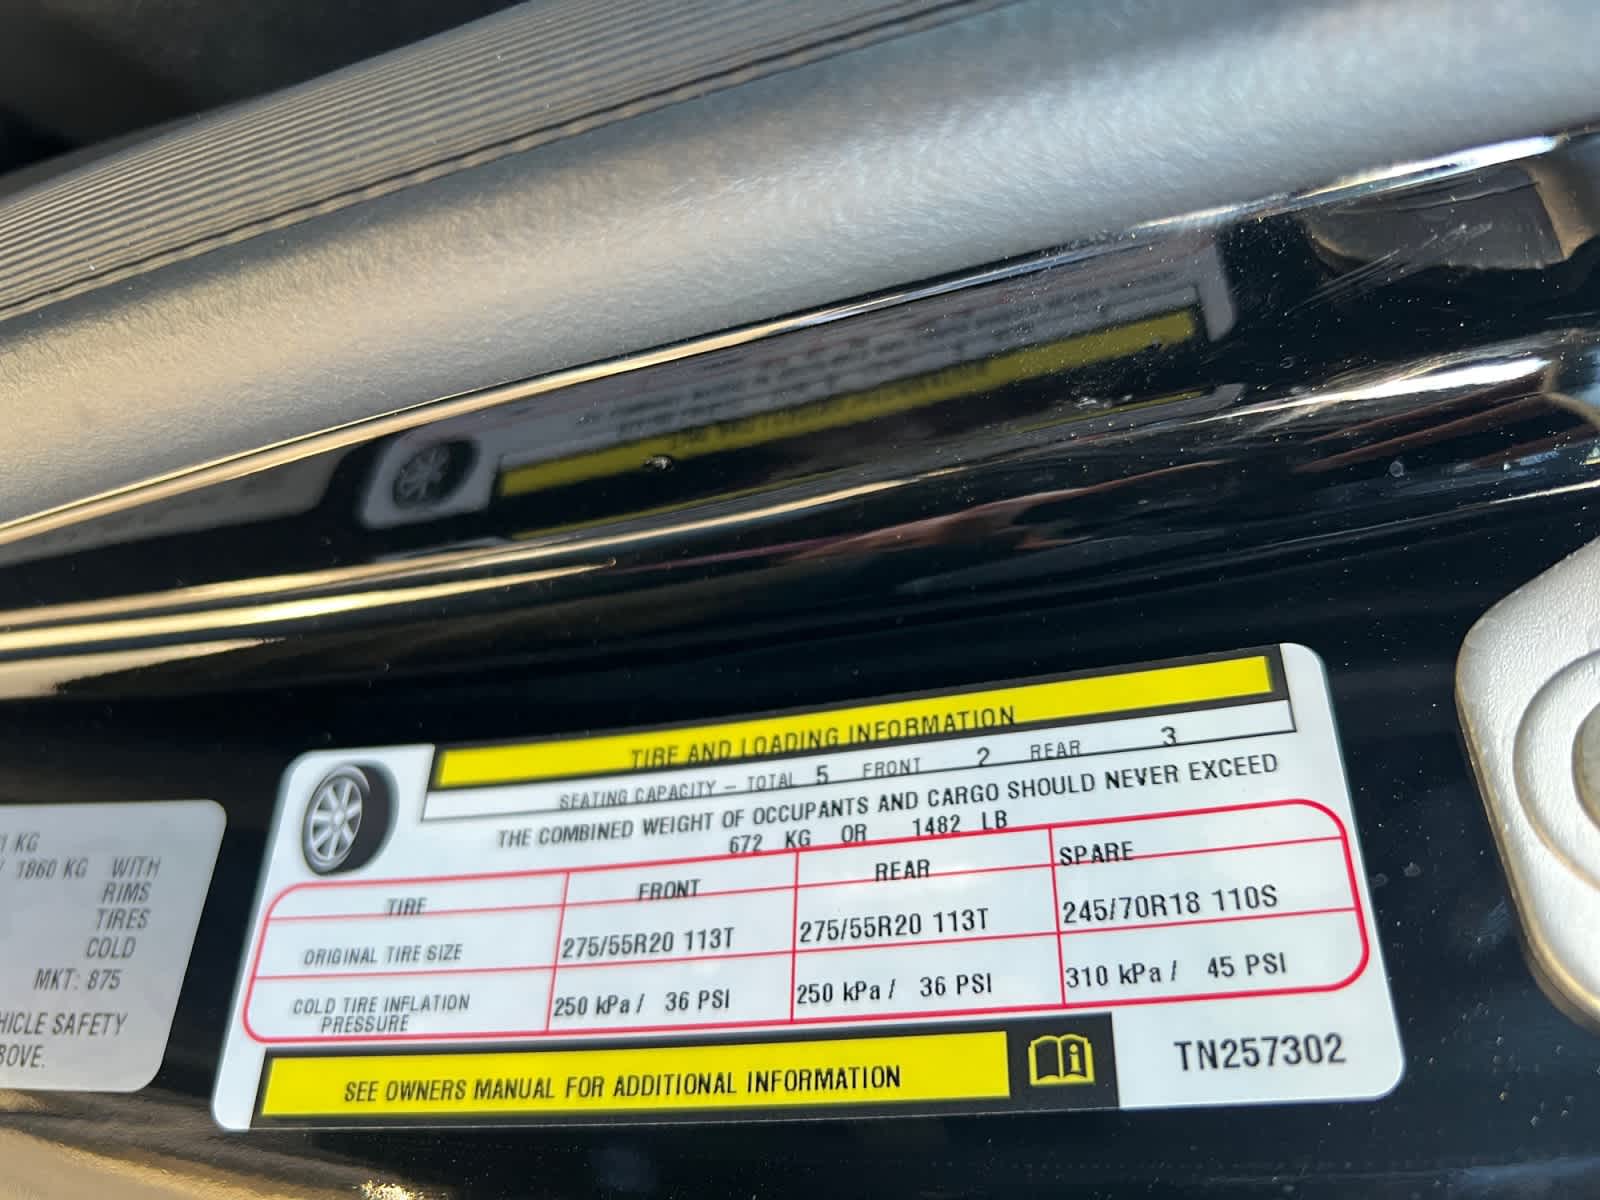 KG
1860 KG WITH
RIMS
TIRES
COLD
MKT: 875
VEHICLE SAFETY
ABOVE.
TIRE AND LOADING INFORMATION
SEATING CAPACITY – TOTAL 5 FRONT 2 REAR 3
THE COMBINED WEIGHT OF OCCUPANTS AND CARGO SHOULD NEVER EXCEED
672 KG OR 1482 LB
TIRE FRONT REAR SPARE
ORIGINAL TIRE SIZE 275/55R20 113T 275/55R20 113T 245/70R18 110S
COLD TIRE INFLATION PRESSURE 250 kPa / 36 PSI 250 kPa / 36 PSI 310 kPa / 45 PSI
SEE OWNERS MANUAL FOR ADDITIONAL INFORMATION
TN257302